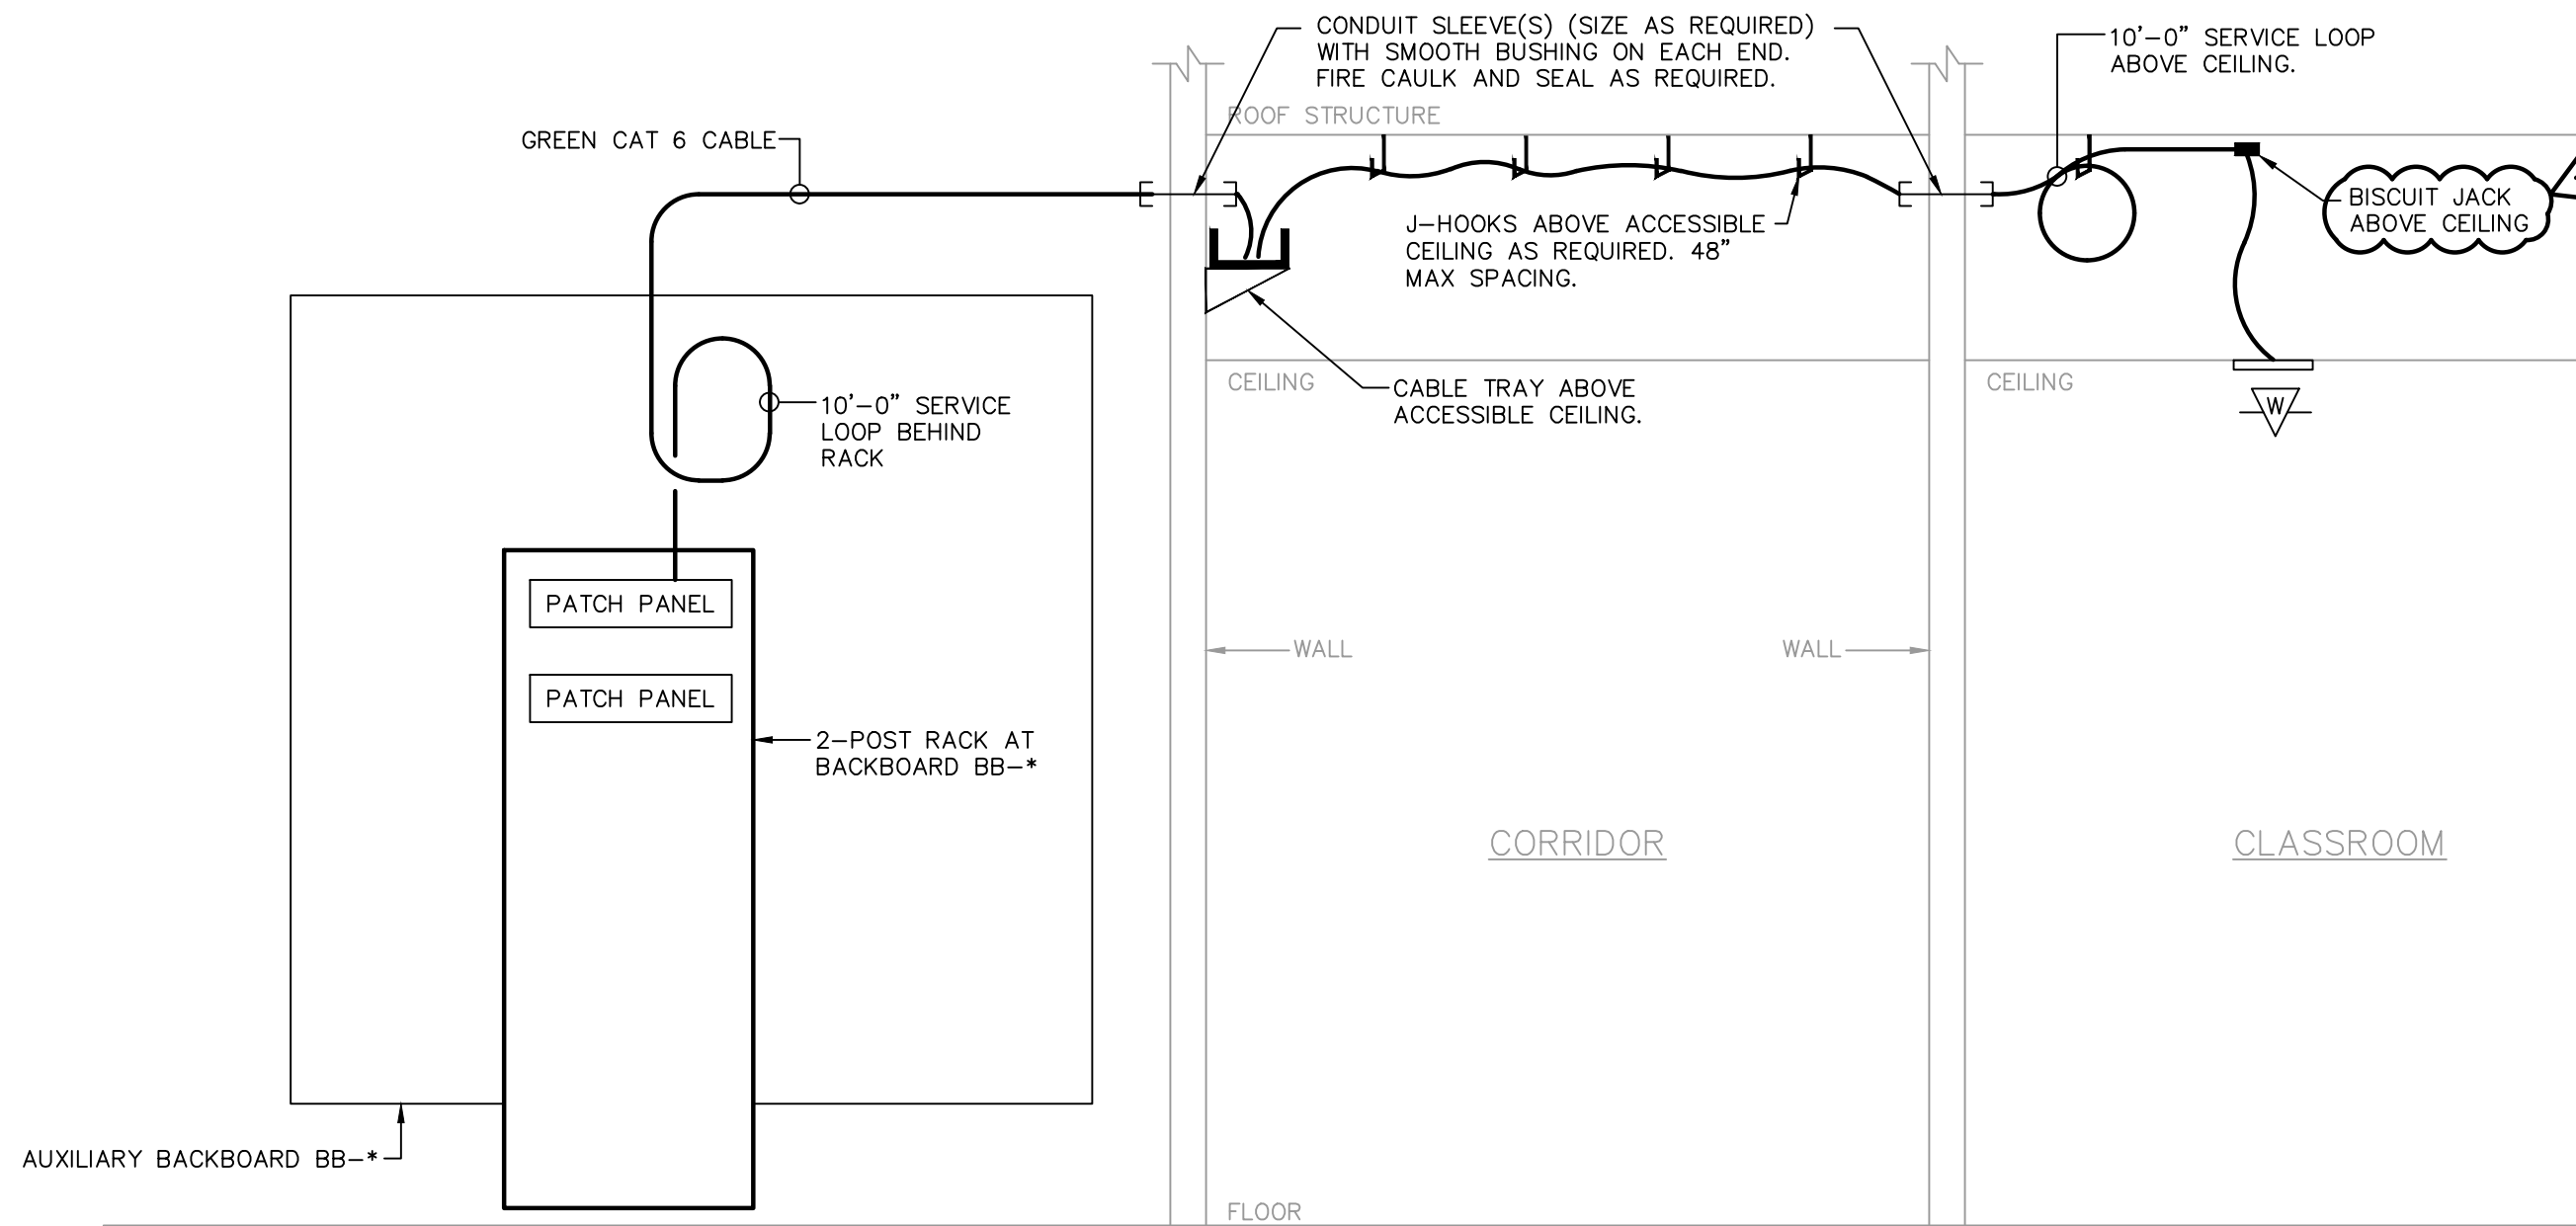 CONDUIT SLEEVE(S) (SIZE AS REQUIRED)
WITH SMOOTH BUSHING ON EACH END.
FIRE CAULK AND SEAL AS REQUIRED.
10'-0" SERVICE LOOP
ABOVE CEILING.
ROOF STRUCTURE
GREEN CAT 6 CABLE
BISCUIT JACK
ABOVE CEILING
J-HOOKS ABOVE ACCESSIBLE
CEILING AS REQUIRED. 48"
MAX SPACING.
CEILING
CABLE TRAY ABOVE
ACCESSIBLE CEILING.
CEILING
W
10'-0" SERVICE
LOOP BEHIND
RACK
PATCH PANEL
WALL
WALL
PATCH PANEL
2-POST RACK AT
BACKBOARD BB-*
CORRIDOR
CLASSROOM
AUXILIARY BACKBOARD BB-*
FLOOR